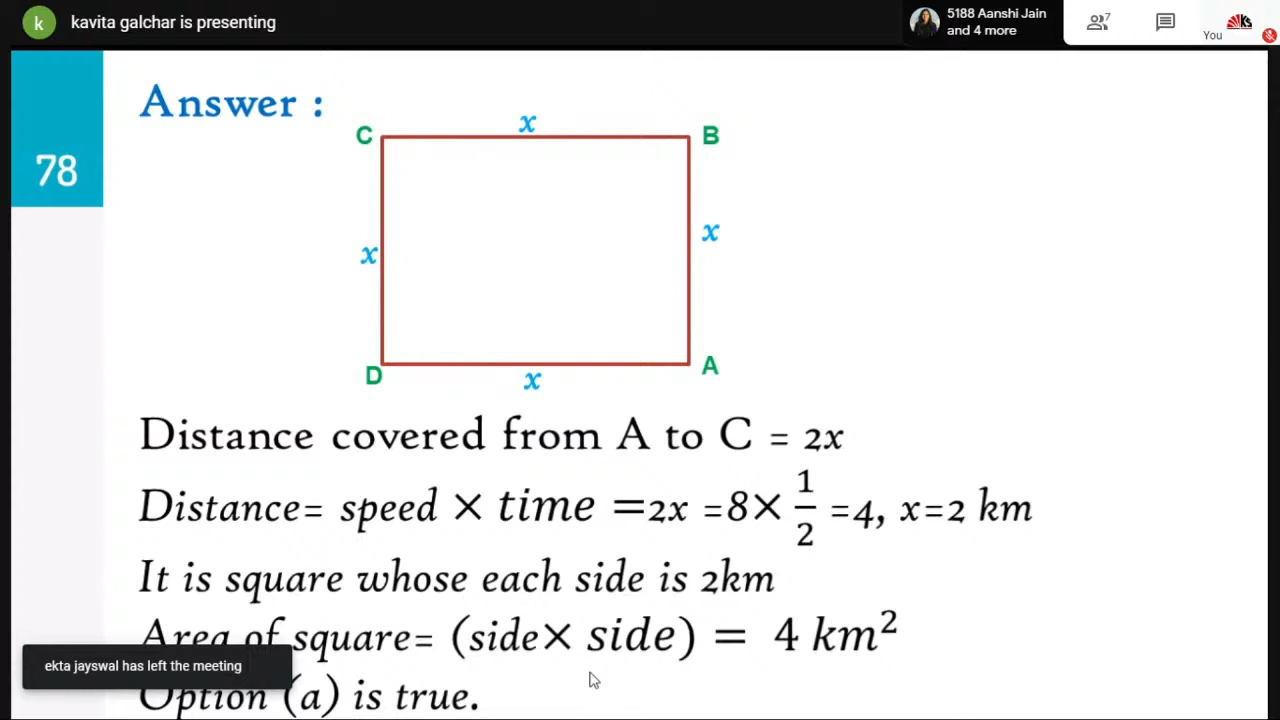 k kavita galchar is presenting
5188 Aanshi Jain
and 4 more
7
You
ks
78
Answer :
C x B
x x
D x A
Distance covered from A to C = 2x
Distance= speed × time =2x =8× 1/2 =4, x=2 km
It is square whose each side is 2km
Area of square= (side× side) = 4 km²
ekta jayswal has left the meeting
Option (a) is true.